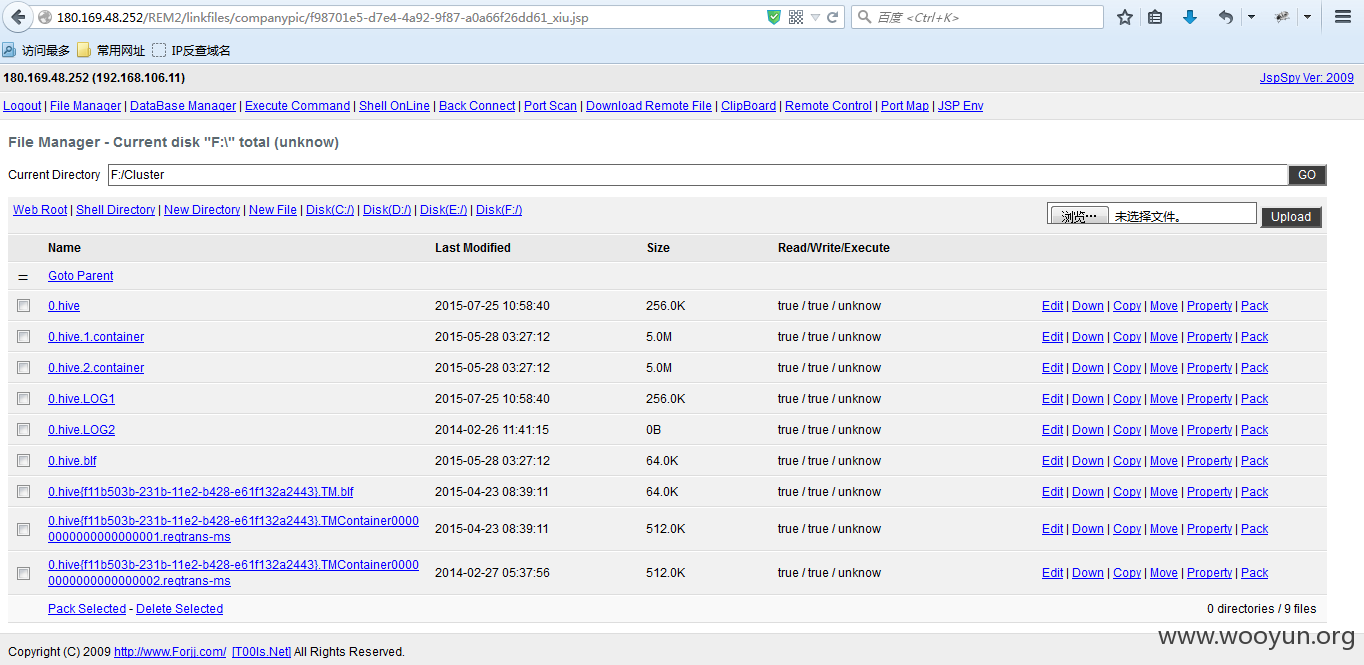 180.169.48.252/REM2/linkfiles/companypic/f98701e5-d7e4-4a92-9f87-a0a66f26dd61_xiu.jsp
百度 <Ctrl+K>
访问最多 常用网址 IP反查域名
180.169.48.252 (192.168.106.11) JspSpy Ver: 2009
Logout | File Manager | DataBase Manager | Execute Command | Shell OnLine | Back Connect | Port Scan | Download Remote File | ClipBoard | Remote Control | Port Map | JSP Env
File Manager - Current disk "F:\" total (unknow)
Current Directory F:/Cluster GO
Web Root | Shell Directory | New Directory | New File | Disk(C:/) | Disk(D:/) | Disk(E:/) | Disk(F:/) 浏览… 未选择文件。 Upload
Name Last Modified Size Read/Write/Execute
= Goto Parent
0.hive 2015-07-25 10:58:40 256.0K true / true / unknow Edit | Down | Copy | Move | Property | Pack
0.hive.1.container 2015-05-28 03:27:12 5.0M true / true / unknow Edit | Down | Copy | Move | Property | Pack
0.hive.2.container 2015-05-28 03:27:12 5.0M true / true / unknow Edit | Down | Copy | Move | Property | Pack
0.hive.LOG1 2015-07-25 10:58:40 256.0K true / true / unknow Edit | Down | Copy | Move | Property | Pack
0.hive.LOG2 2014-02-26 11:41:15 0B true / true / unknow Edit | Down | Copy | Move | Property | Pack
0.hive.blf 2015-05-28 03:27:12 64.0K true / true / unknow Edit | Down | Copy | Move | Property | Pack
0.hive{f11b503b-231b-11e2-b428-e61f132a2443}.TM.blf 2015-04-23 08:39:11 64.0K true / true / unknow Edit | Down | Copy | Move | Property | Pack
0.hive{f11b503b-231b-11e2-b428-e61f132a2443}.TMContainer0000
0000000000000001.regtrans-ms 2015-04-23 08:39:11 512.0K true / true / unknow Edit | Down | Copy | Move | Property | Pack
0.hive{f11b503b-231b-11e2-b428-e61f132a2443}.TMContainer0000
0000000000000002.regtrans-ms 2014-02-27 05:37:56 512.0K true / true / unknow Edit | Down | Copy | Move | Property | Pack
Pack Selected - Delete Selected 0 directories / 9 files
www.wooyun.org
Copyright (C) 2009 http://www.Forjj.com/ [T00ls.Net] All Rights Reserved.